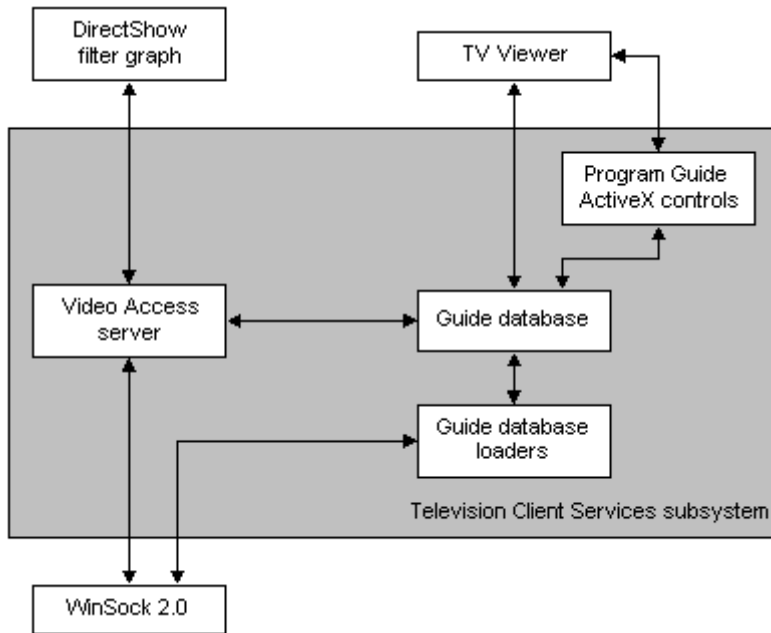 DirectShow
filter graph
TV Viewer
Program Guide
ActiveX controls
Video Access
server
Guide database
Guide database
loaders
Television Client Services subsystem
WinSock 2.0